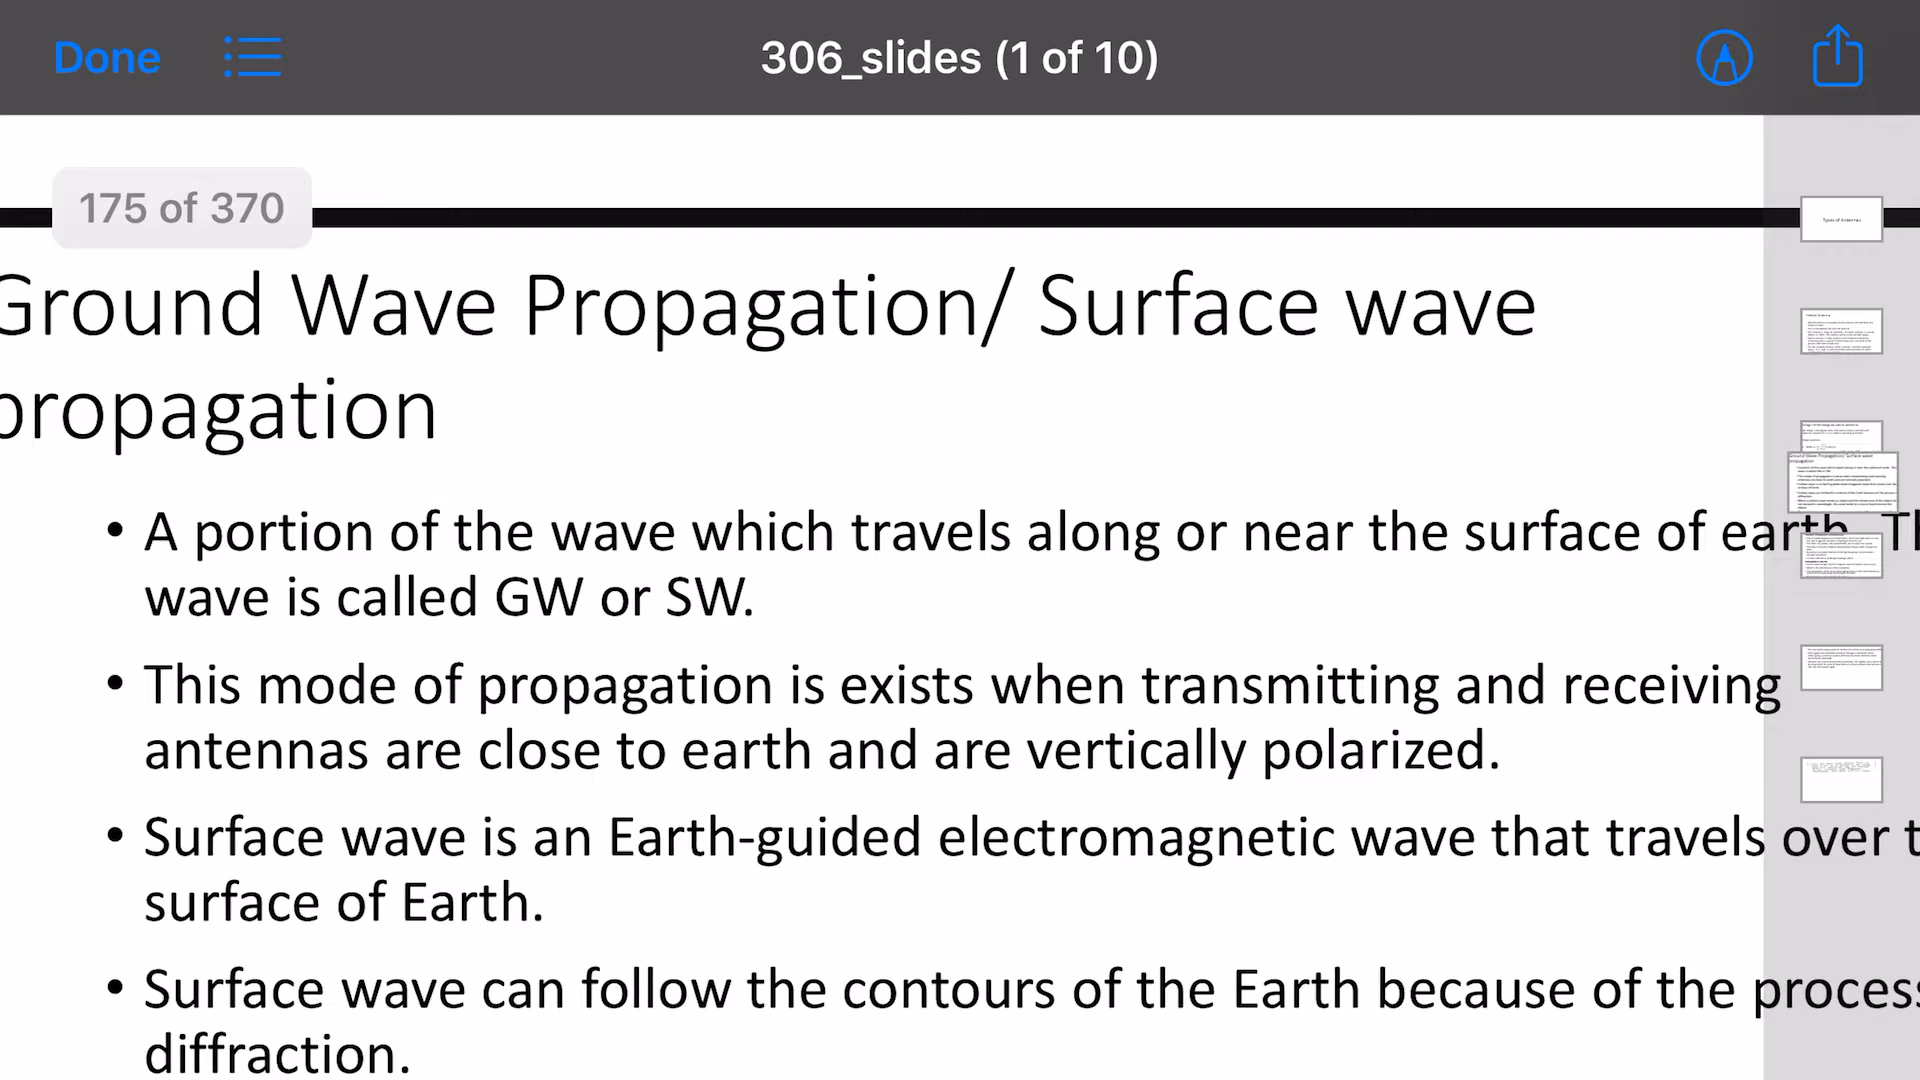 Done
306_slides (1 of 10)
175 of 370
Types of Antennas
Ground Wave Propagation/ Surface wave
propagation
• A portion of the wave which travels along or near the surface of earth.
wave is called GW or SW.
• This mode of propagation is exists when transmitting and receiving
antennas are close to earth and are vertically polarized.
• Surface wave is an Earth-guided electromagnetic wave that travels over
surface of Earth.
• Surface wave can follow the contours of the Earth because of the process
diffraction.